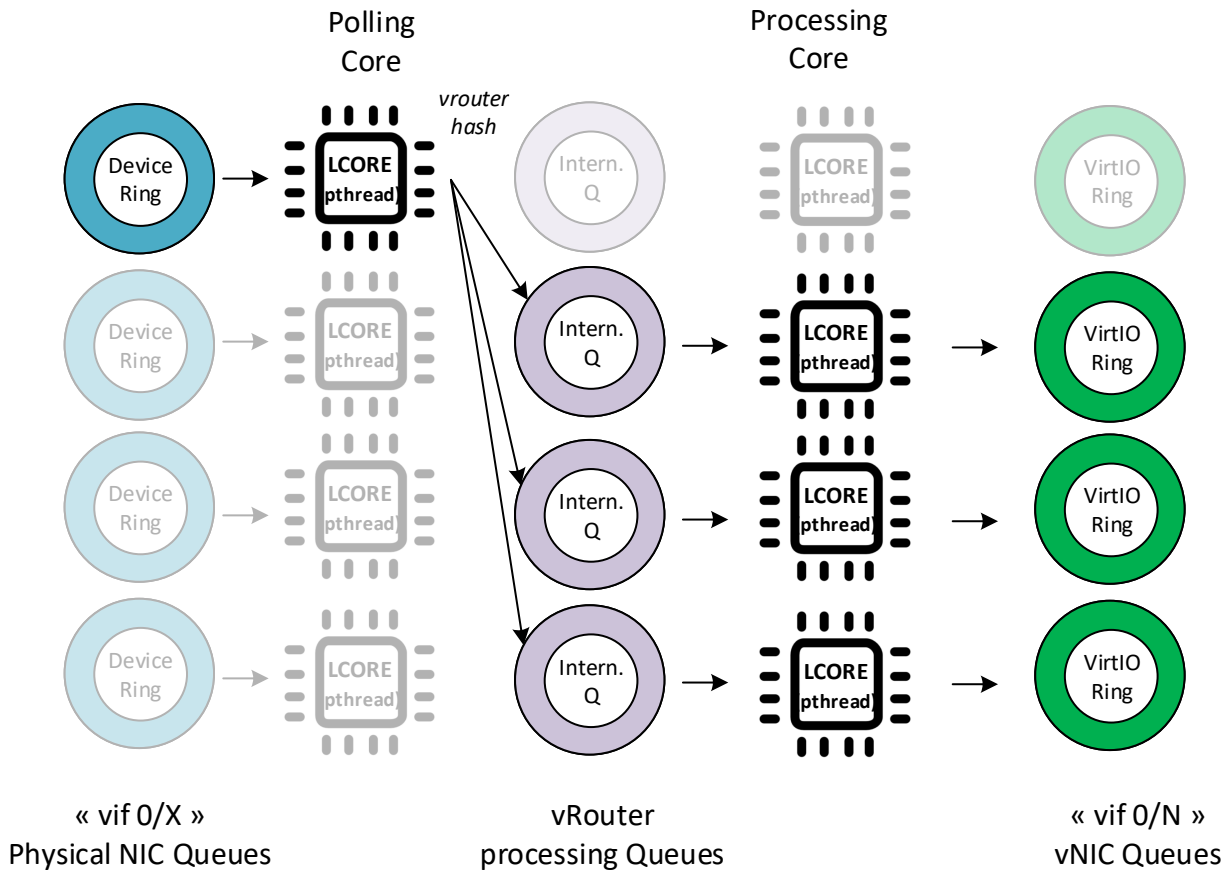 Polling
Core
Processing
Core
vrouter
hash
Device
Ring
LCORE
pthread)
Intern.
Q
LCORE
pthread)
VirtIO
Ring
Device
Ring
LCORE
pthread)
Intern.
Q
LCORE
pthread)
VirtIO
Ring
Device
Ring
LCORE
pthread)
Intern.
Q
LCORE
pthread)
VirtIO
Ring
Device
Ring
LCORE
pthread)
Intern.
Q
LCORE
pthread)
VirtIO
Ring
« vif 0/X »
Physical NIC Queues
vRouter
processing Queues
« vif 0/N »
vNIC Queues